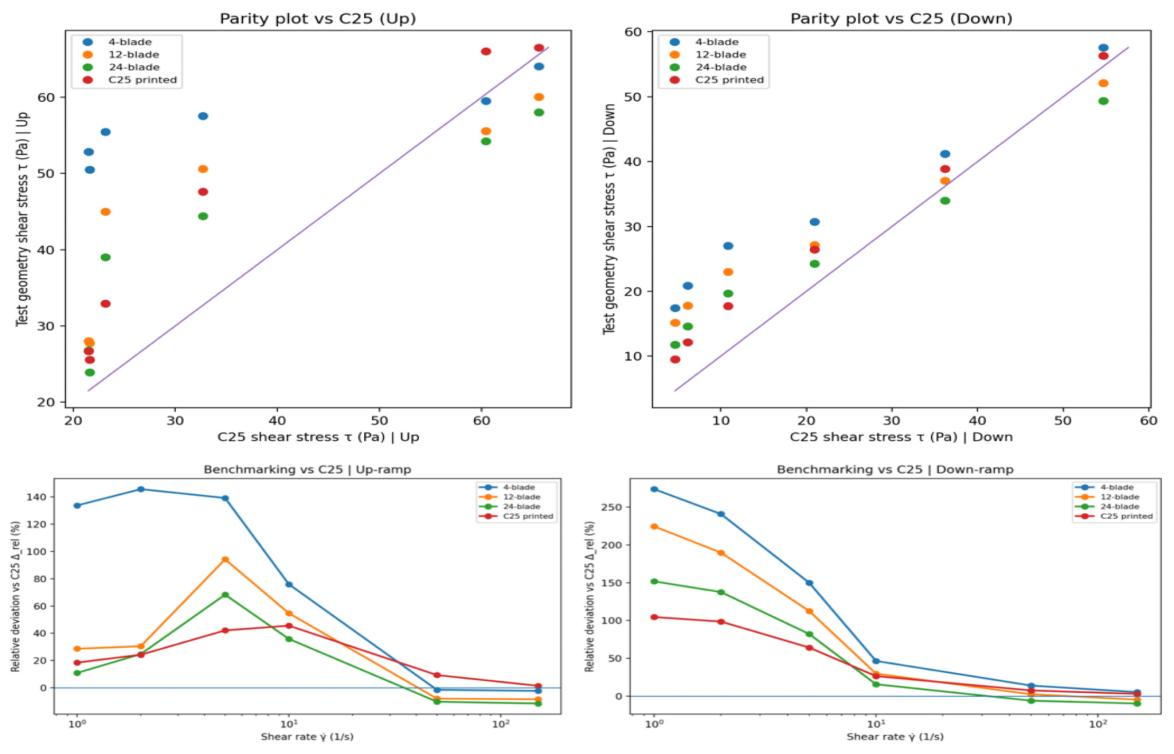 Parity plot vs C25 (Up)
4-blade
12-blade
24-blade
C25 printed
60
50
40
30
20
20 30 40 50 60
Test geometry shear stress τ (Pa) | Up
C25 shear stress τ (Pa) | Up
Parity plot vs C25 (Down)
4-blade
12-blade
24-blade
C25 printed
60
50
40
30
20
10
10 20 30 40 50 60
Test geometry shear stress τ (Pa) | Down
C25 shear stress τ (Pa) | Down
Benchmarking vs C25 | Up-ramp
4-blade
12-blade
24-blade
C25 printed
140
120
100
80
60
40
20
0
10⁰ 10¹ 10²
Relative deviation vs C25 Δ_rel (%)
Shear rate γ̇ (1/s)
Benchmarking vs C25 | Down-ramp
4-blade
12-blade
24-blade
C25 printed
250
200
150
100
50
0
10⁰ 10¹ 10²
Relative deviation vs C25 Δ_rel (%)
Shear rate γ̇ (1/s)